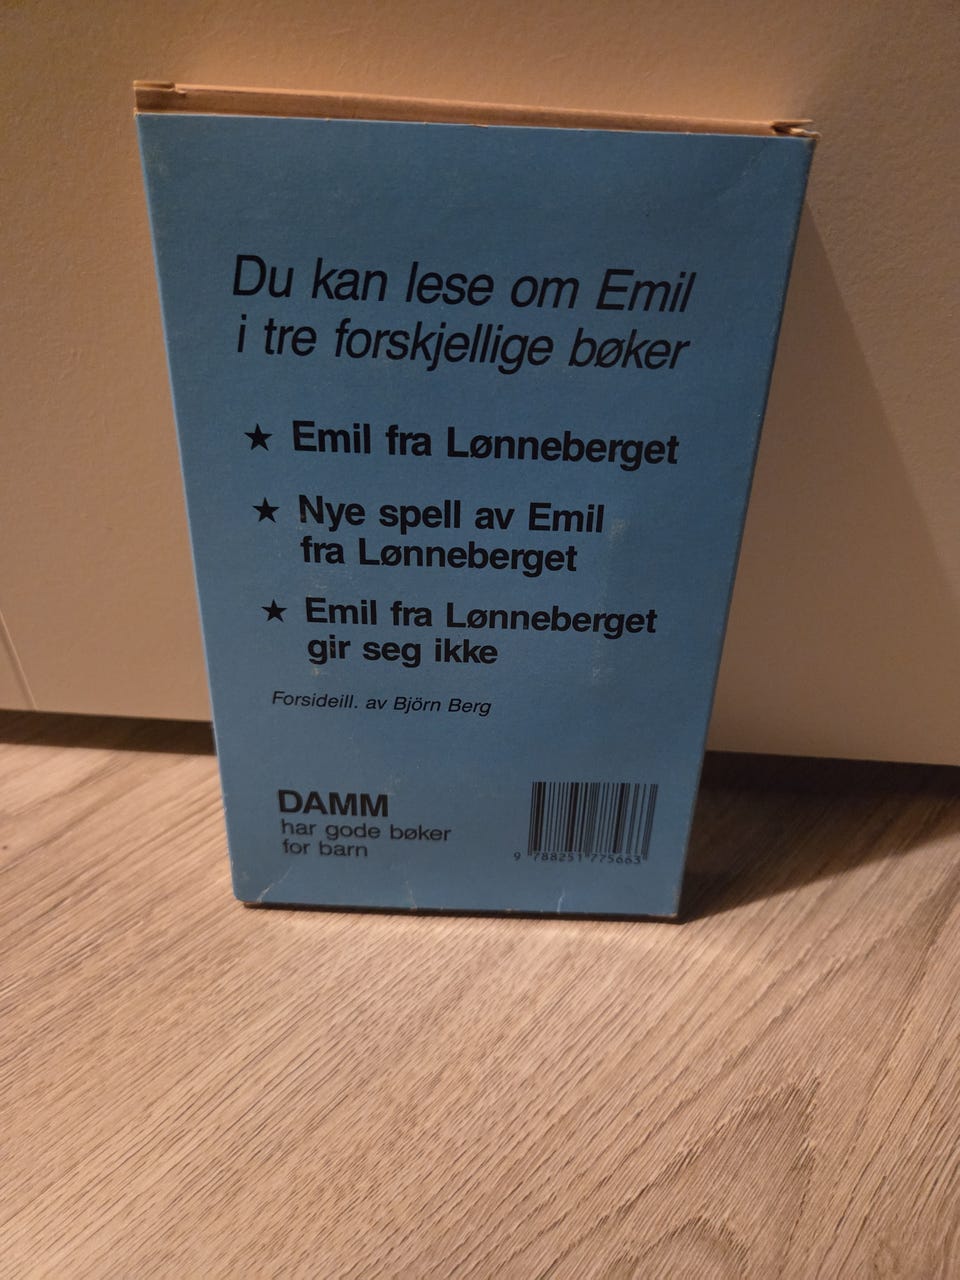 Du kan lese om Emil
i tre forskjellige bøker
★ Emil fra Lønneberget
★ Nye spell av Emil
fra Lønneberget
★ Emil fra Lønneberget
gir seg ikke
Forsideill. av Björn Berg
DAMM
har gode bøker
for barn
9 788251 775663